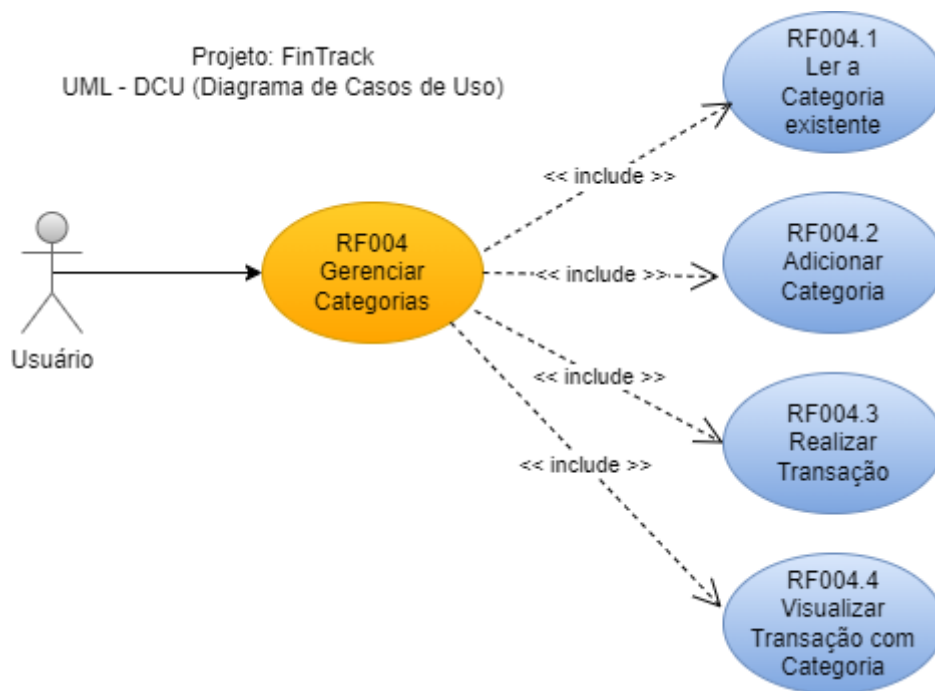 Projeto: FinTrack
UML - DCU (Diagrama de Casos de Uso)
RF004.1
Ler a
Categoria
existente
<< include >>
RF004.2
Adicionar
Categoria
<< include >>
RF004
Gerenciar
Categorias
Usuário
<< include >>
RF004.3
Realizar
Transação
<< include >>
RF004.4
Visualizar
Transação com
Categoria